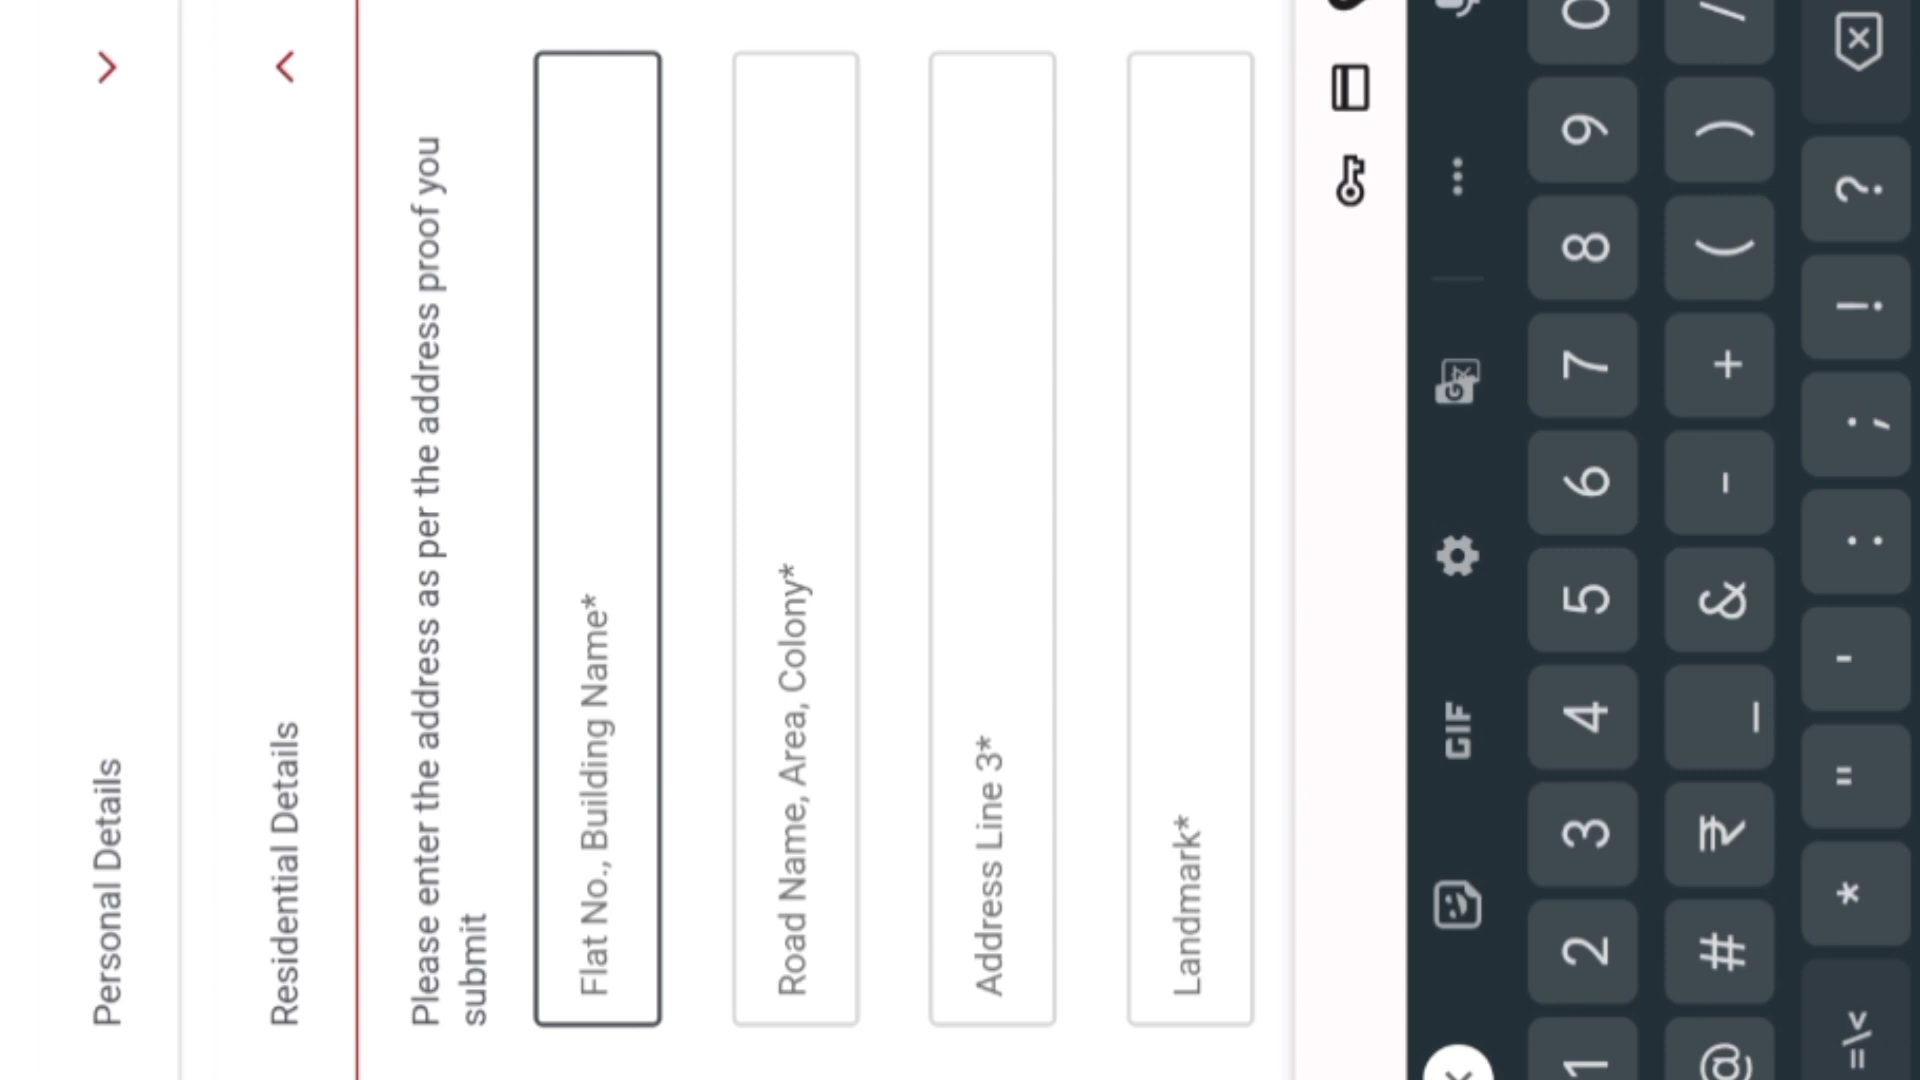 Personal Details
Residential Details
Please enter the address as per the address proof you
submit
Flat No., Building Name*
Road Name, Area, Colony*
Address Line 3*
Landmark*
GIF
1 2 3 4 5 6 7 8 9 0
@ # ₹ _ & - + ( ) /
=\< * " ' : ; ! ?